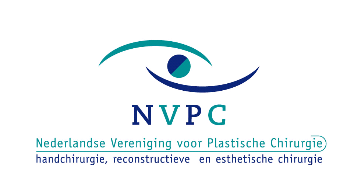 NVPC
Nederlandse Vereniging voor Plastische Chirurgie
handchirurgie, reconstructieve en esthetische chirurgie